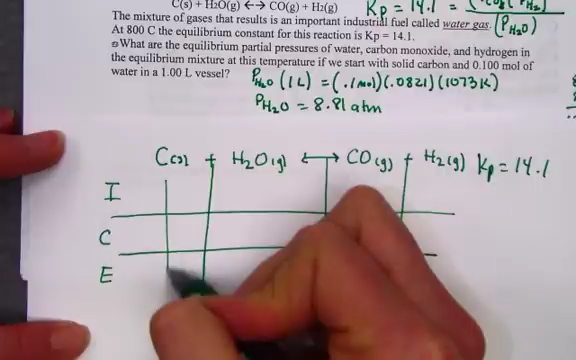 C(s) + H2O(g) <--> CO(g) + H2(g)
Kp = 14.1 =
(PH2O)
The mixture of gases that results is an important industrial fuel called water gas.
At 800 C the equilibrium constant for this reaction is Kp = 14.1.
What are the equilibrium partial pressures of water, carbon monoxide, and hydrogen in
the equilibrium mixture at this temperature if we start with solid carbon and 0.100 mol of
water in a 1.00 L vessel?
PH2O (1 L) = (.1 mol)(.0821)(1073K)
PH2O = 8.81 atm
C(s) + H2O(g) <--> CO(g) + H2(g) Kp = 14.1
I
C
E